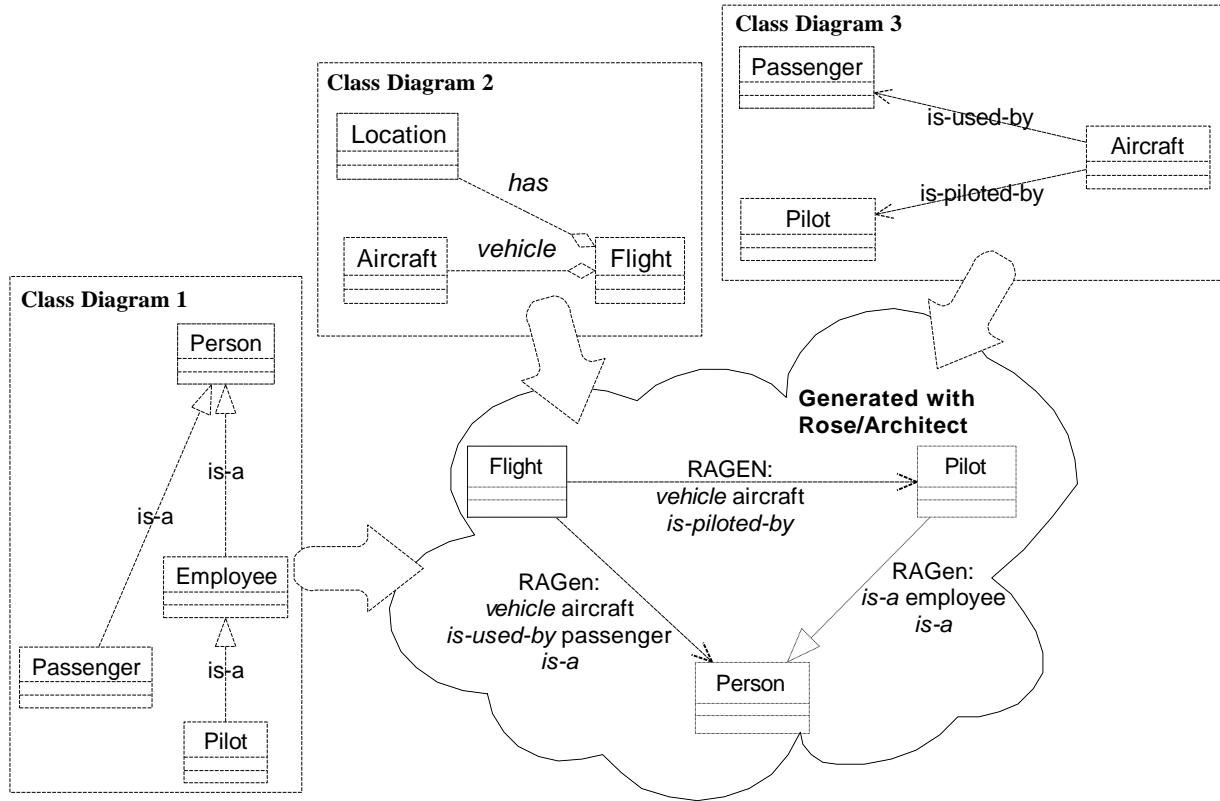 Class Diagram 1
Person
is-a
is-a
Employee
Passenger
is-a
Pilot
Class Diagram 2
Location
has
Aircraft
vehicle
Flight
Class Diagram 3
Passenger
is-used-by
Aircraft
is-piloted-by
Pilot
Generated with
Rose/Architect
Flight
RAGEN:
vehicle aircraft
is-piloted-by
Pilot
RAGen:
vehicle aircraft
is-used-by passenger
is-a
RAGen:
is-a employee
is-a
Person